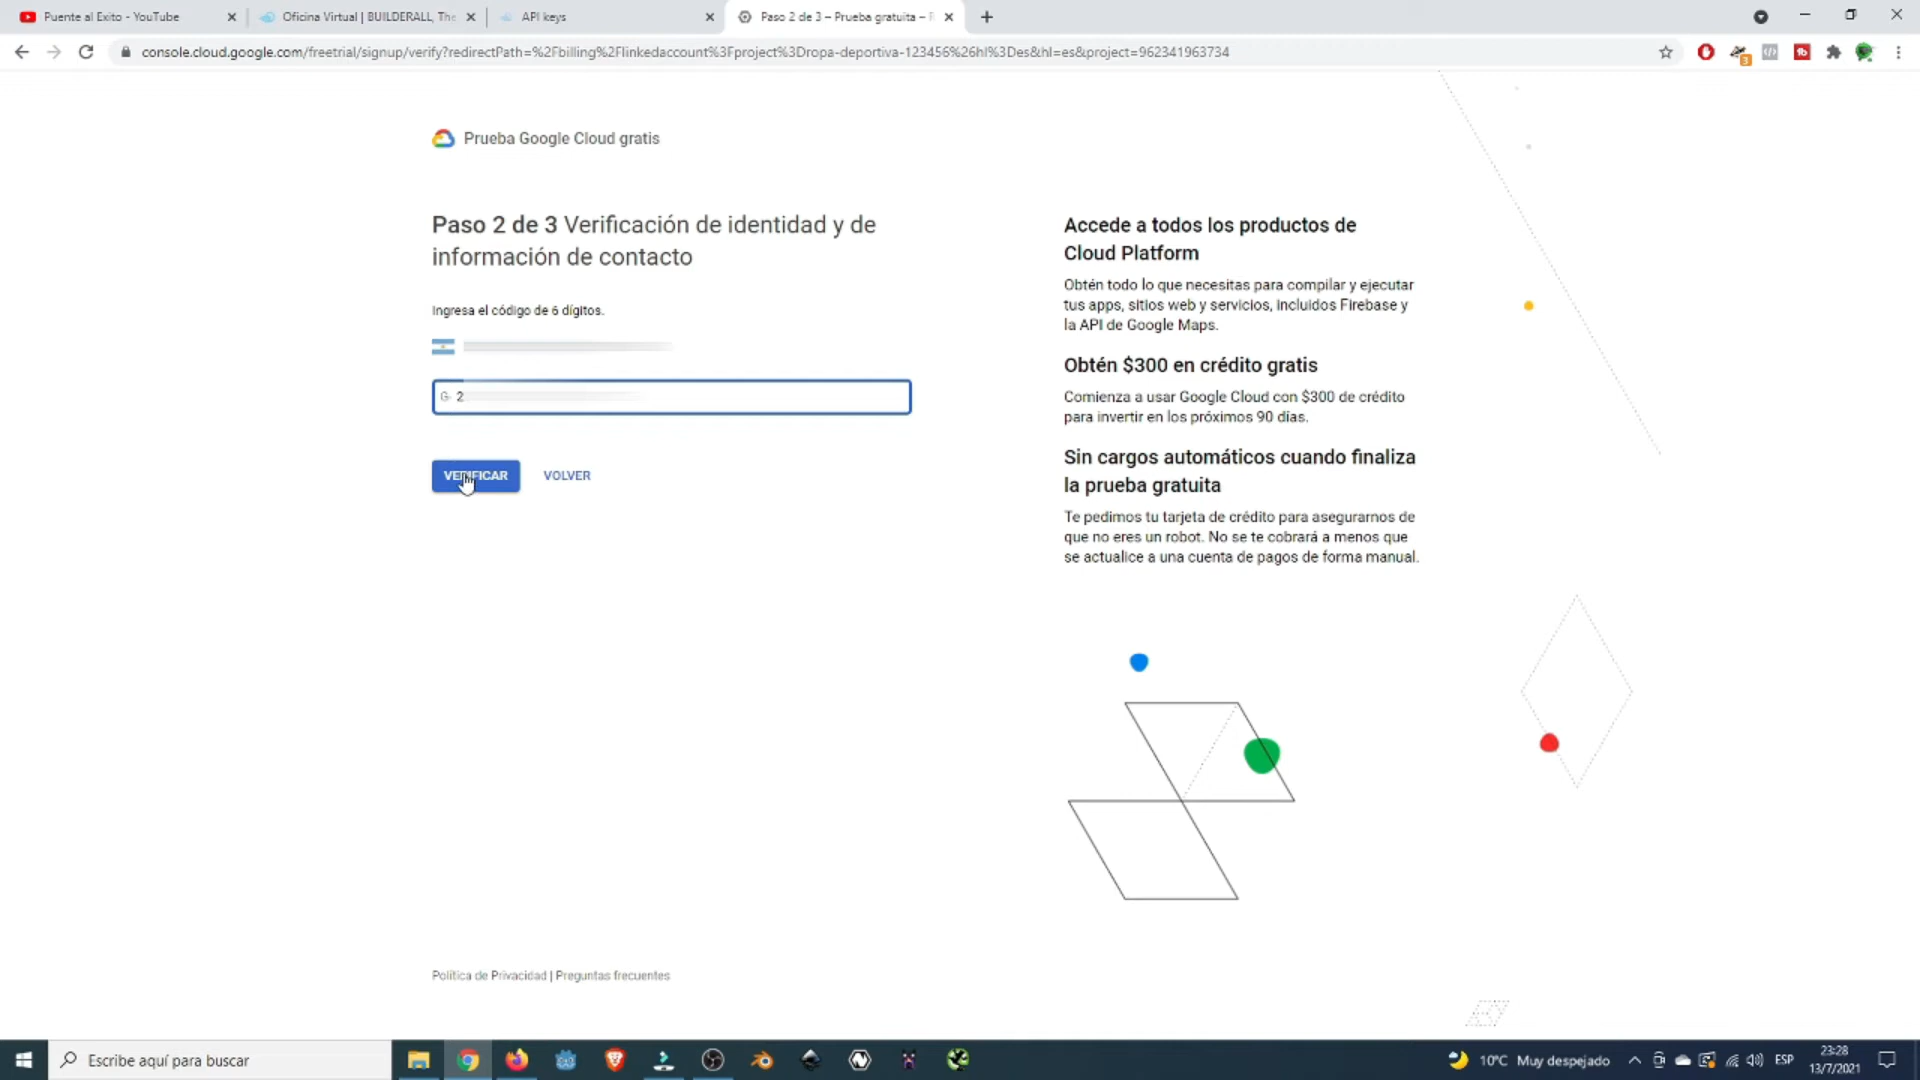 Puente al Exito - YouTube
Oficina Virtual | BUILDERALL, The
API keys
Paso 2 de 3 – Prueba gratuita –
console.cloud.google.com/freetrial/signup/verify?redirectPath=%2Fbilling%2Flinkedaccount%3Fproject%3Dropa-deportiva-123456%26hl%3Des&hl=es&project=962341963734
3
Prueba Google Cloud gratis
Paso 2 de 3 Verificación de identidad y de
información de contacto
Ingresa el código de 6 dígitos.
G- 2
VERIFICAR
VOLVER
Accede a todos los productos de
Cloud Platform
Obtén todo lo que necesitas para compilar y ejecutar
tus apps, sitios web y servicios, incluidos Firebase y
la API de Google Maps.
Obtén $300 en crédito gratis
Comienza a usar Google Cloud con $300 de crédito
para invertir en los próximos 90 días.
Sin cargos automáticos cuando finaliza
la prueba gratuita
Te pedimos tu tarjeta de crédito para asegurarnos de
que no eres un robot. No se te cobrará a menos que
se actualice a una cuenta de pagos de forma manual.
Política de Privacidad | Preguntas frecuentes
Escribe aquí para buscar
10°C Muy despejado
ESP
23:28
13/7/2021